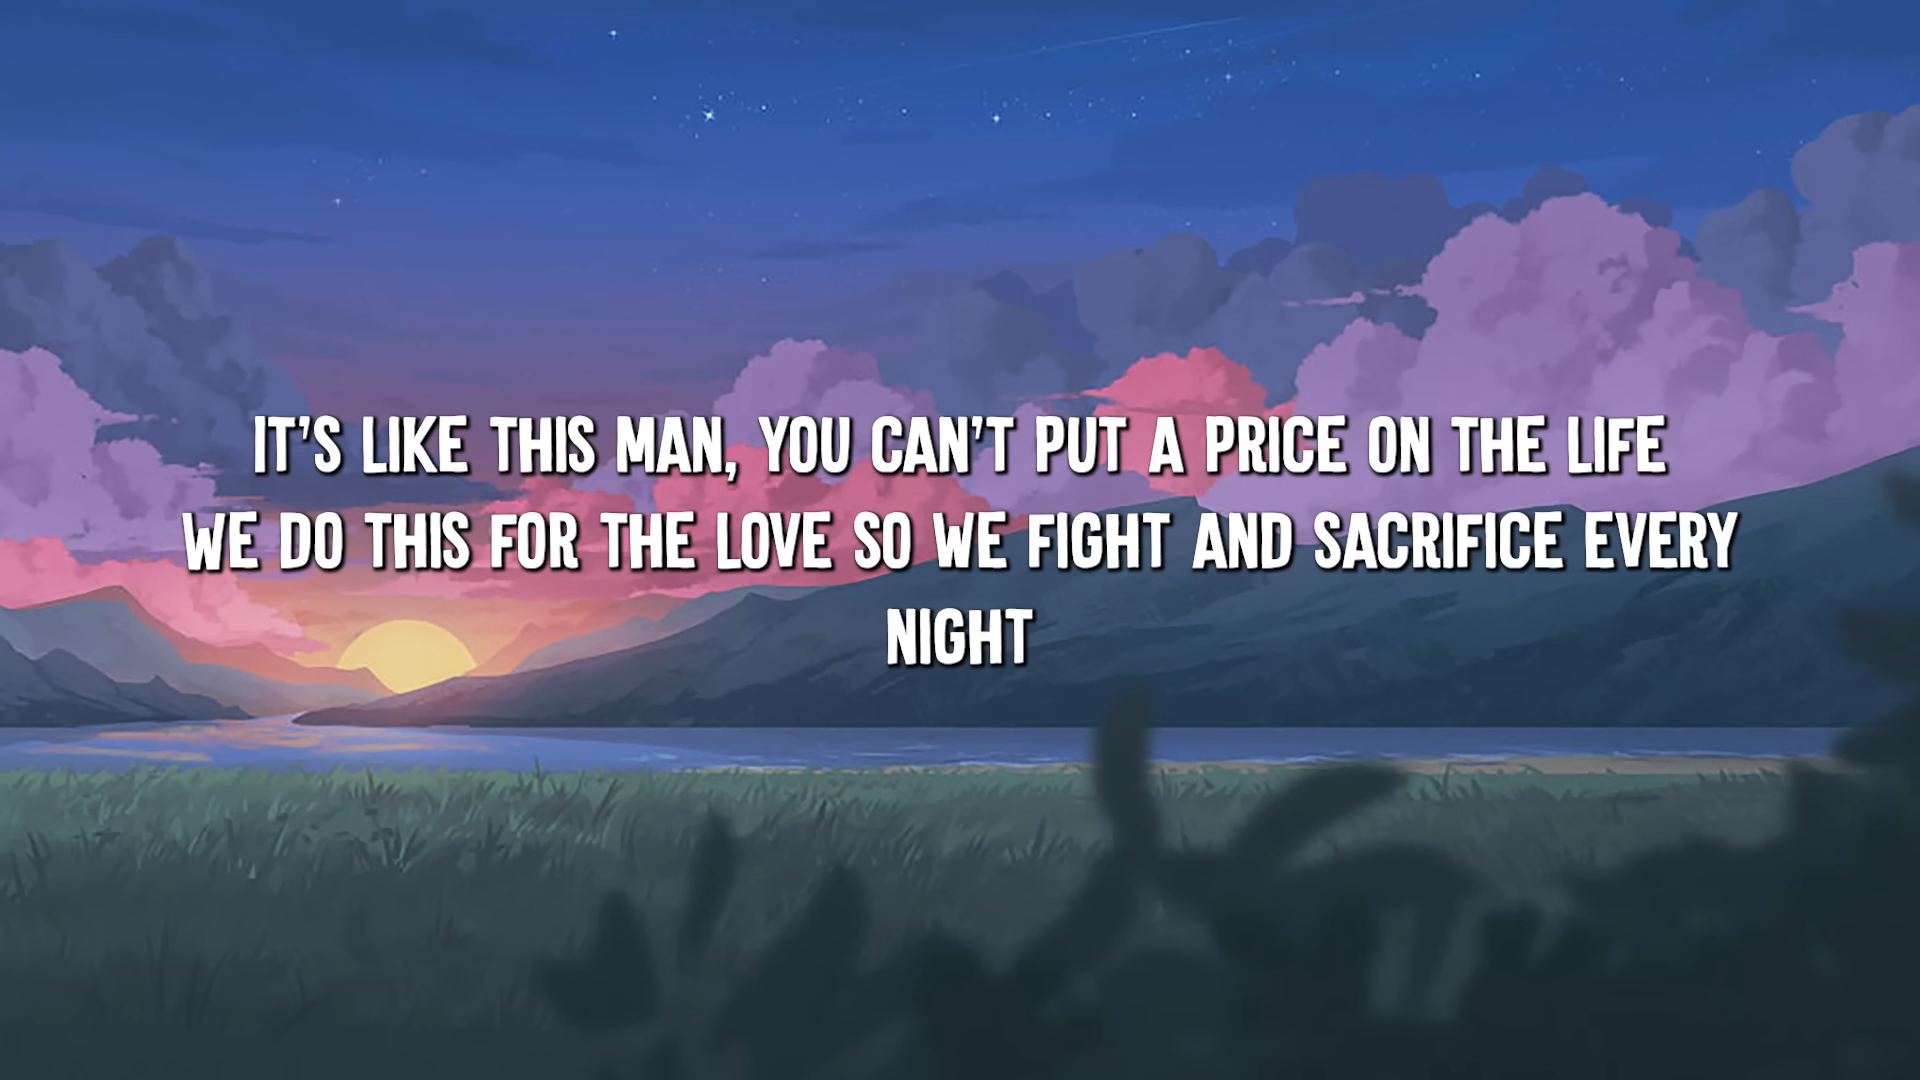 IT'S LIKE THIS MAN, YOU CAN'T PUT A PRICE ON THE LIFE
WE DO THIS FOR THE LOVE SO WE FIGHT AND SACRIFICE EVERY
NIGHT